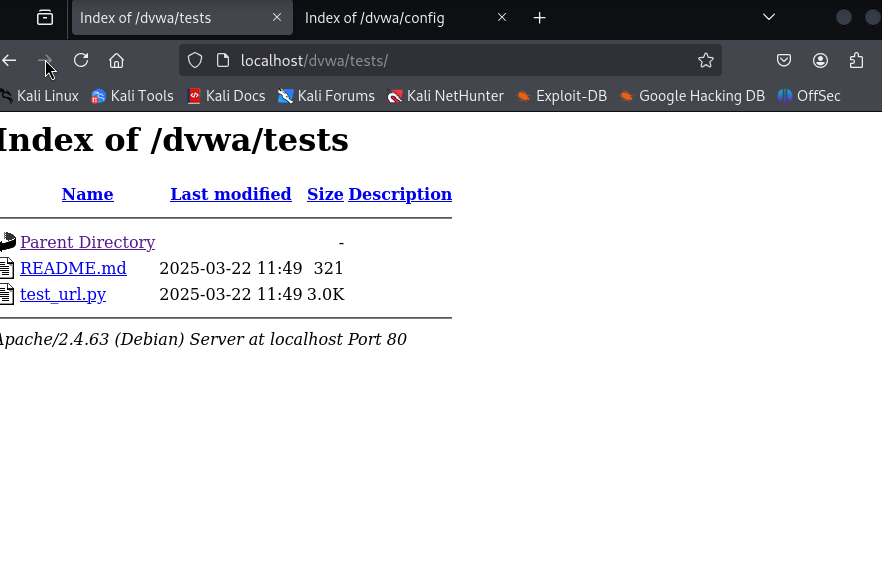 Index of /dvwa/tests
Index of /dvwa/config
localhost/dvwa/tests/
Kali Linux Kali Tools Kali Docs Kali Forums Kali NetHunter Exploit-DB Google Hacking DB OffSec
Index of /dvwa/tests
Name Last modified Size Description
Parent Directory -
README.md 2025-03-22 11:49 321
test_url.py 2025-03-22 11:49 3.0K
Apache/2.4.63 (Debian) Server at localhost Port 80